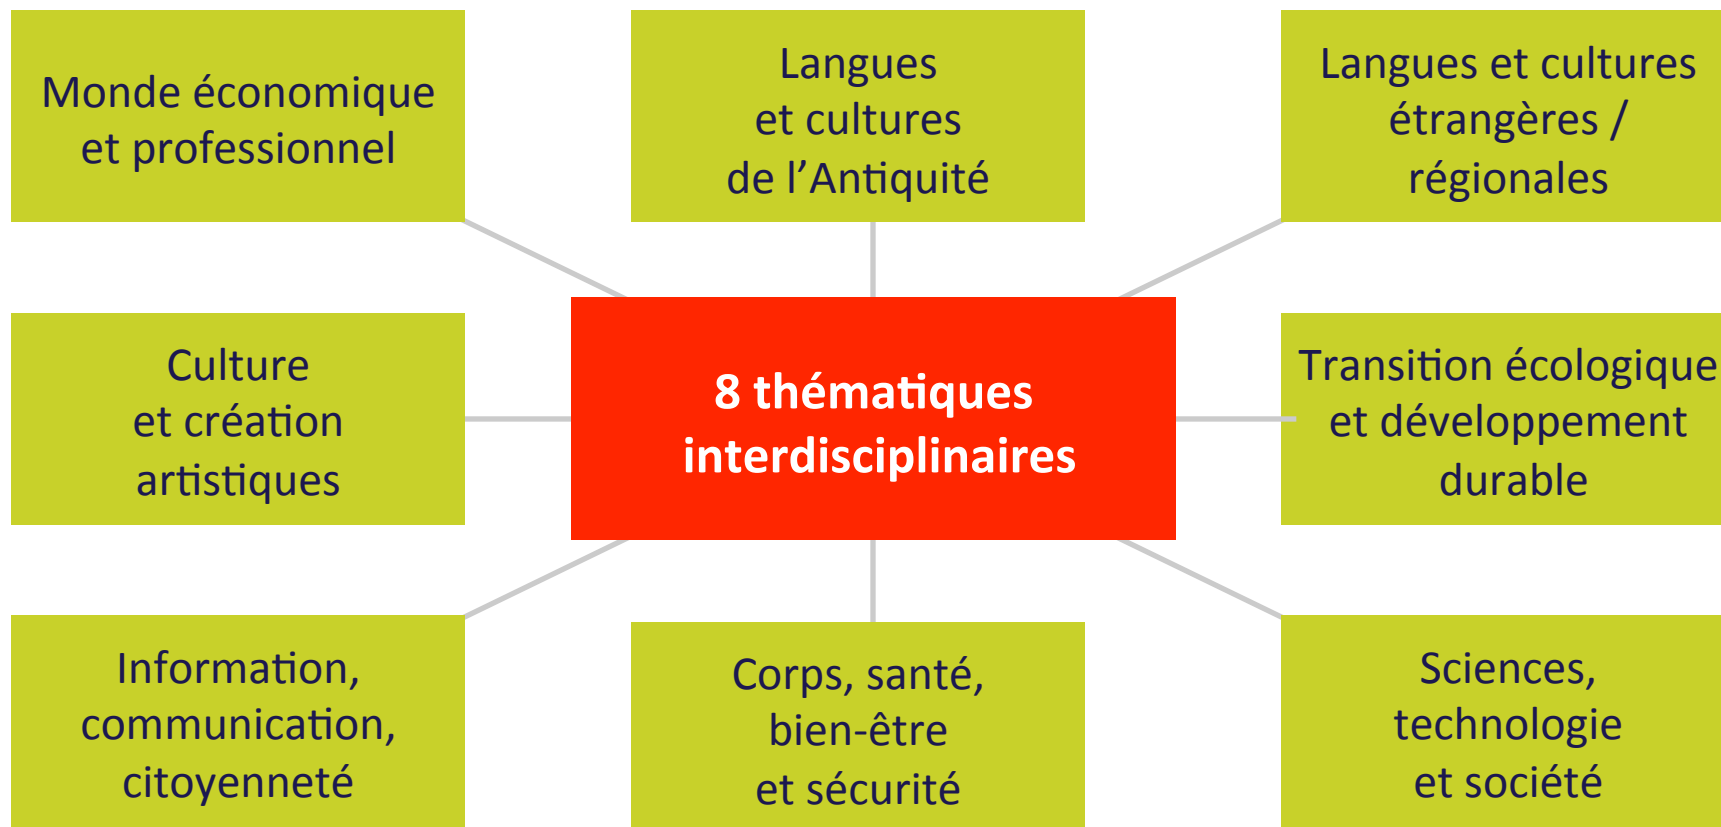 Monde économique
et professionnel
Langues
et cultures
de l’Antiquité
Langues et cultures
étrangères /
régionales
Culture
et création
artistiques
8 thématiques
interdisciplinaires
Transition écologique
et développement
durable
Information,
communication,
citoyenneté
Corps, santé,
bien-être
et sécurité
Sciences,
technologie
et société